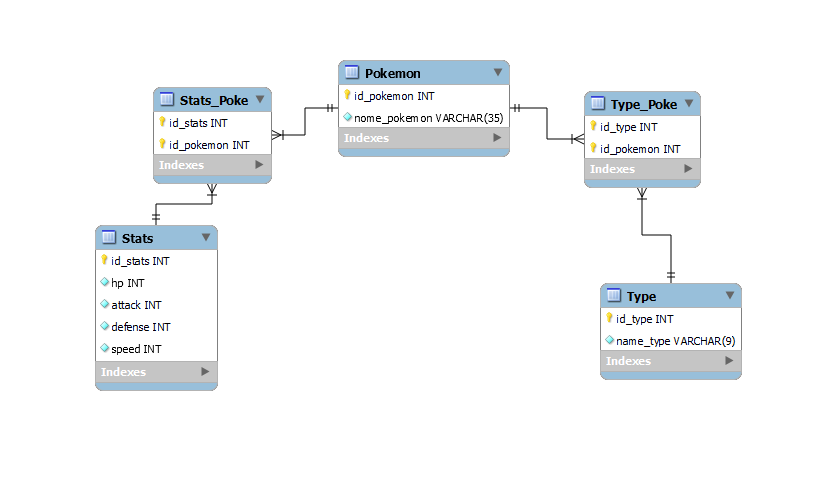 Pokemon
id_pokemon INT
nome_pokemon VARCHAR(35)
Indexes
Stats_Poke
id_stats INT
id_pokemon INT
Indexes
Type_Poke
id_type INT
id_pokemon INT
Indexes
Stats
id_stats INT
hp INT
attack INT
defense INT
speed INT
Indexes
Type
id_type INT
name_type VARCHAR(9)
Indexes